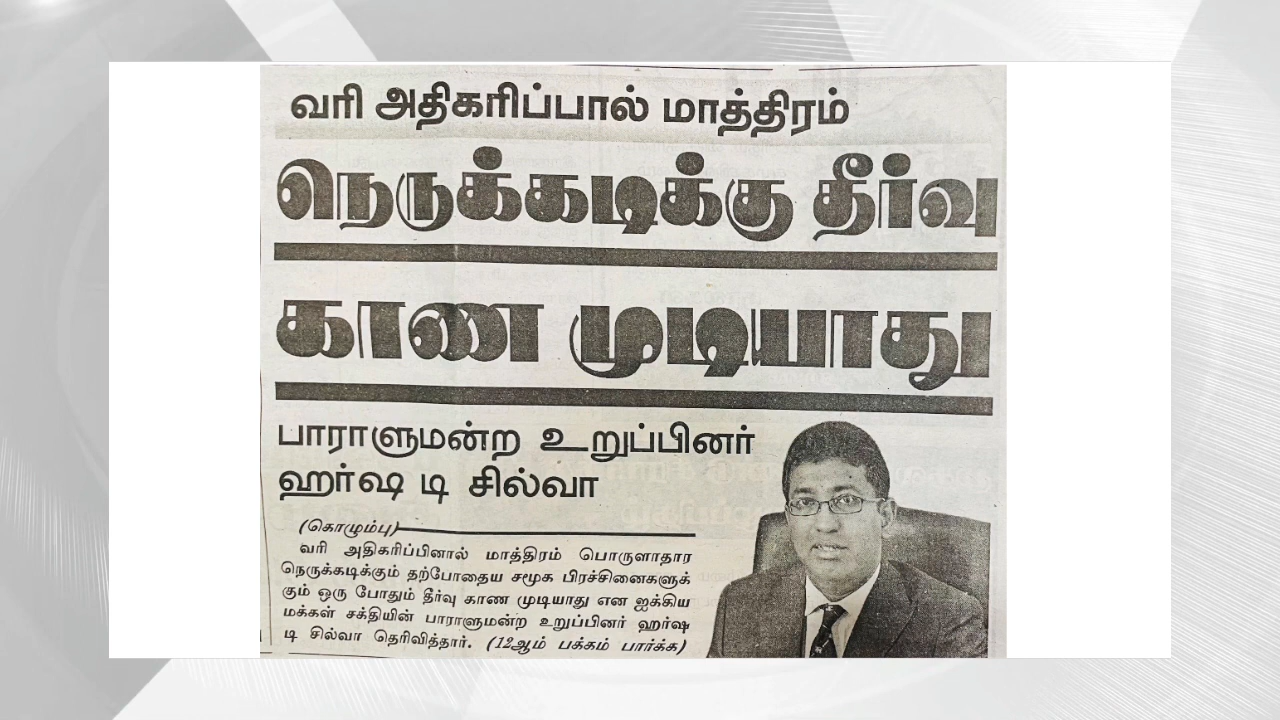 வரி அதிகரிப்பால் மாத்திரம்
நெருக்கடிக்கு தீர்வு
காண முடியாது
பாராளுமன்ற உறுப்பினர்
ஹர்ஷ டி சில்வா
(கொழும்பு)
வரி அதிகரிப்பினால் மாத்திரம் பொருளாதார
நெருக்கடிக்கும் தற்போதைய சமூக பிரச்சினைகளுக்
கும் ஒரு போதும் தீர்வு காண முடியாது என ஐக்கிய
மக்கள் சக்தியின் பாராளுமன்ற உறுப்பினர் ஹர்ஷ
டி சில்வா தெரிவித்தார். (12ஆம் பக்கம் பார்க்க)